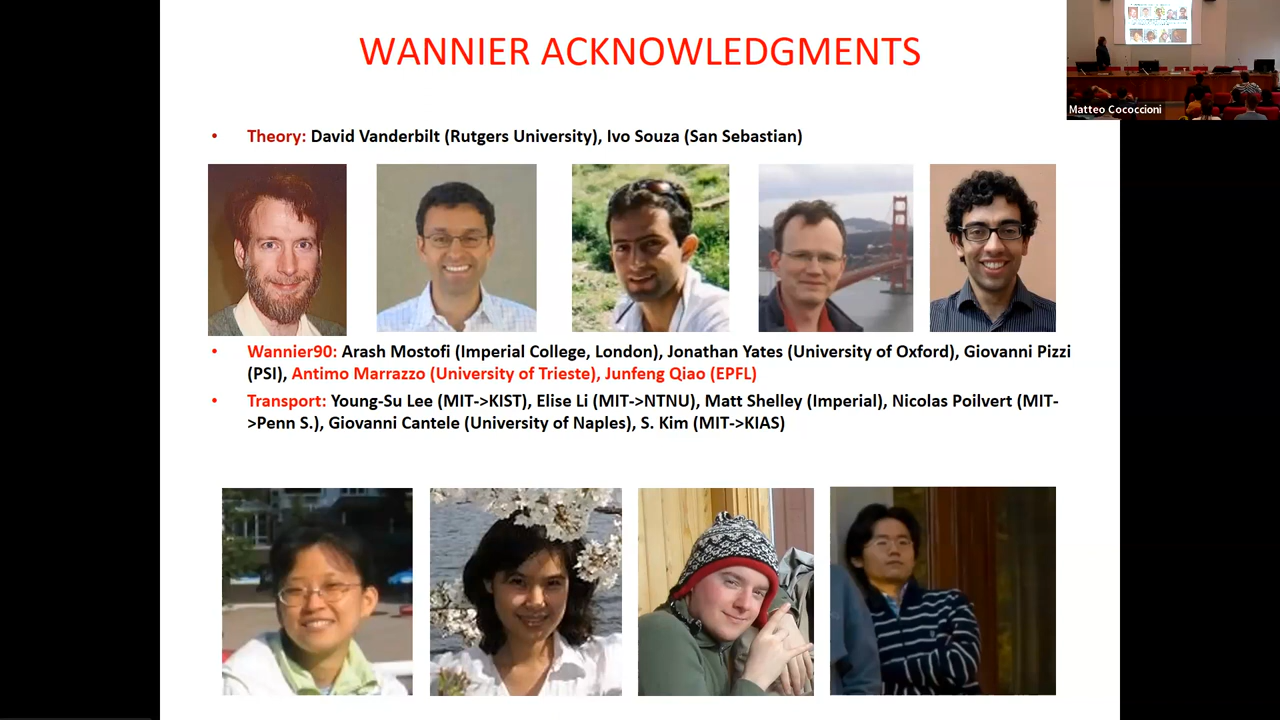 WANNIER ACKNOWLEDGMENTS
Matteo Cococcioni
• Theory: David Vanderbilt (Rutgers University), Ivo Souza (San Sebastian)
• Wannier90: Arash Mostofi (Imperial College, London), Jonathan Yates (University of Oxford), Giovanni Pizzi
(PSI), Antimo Marrazzo (University of Trieste), Junfeng Qiao (EPFL)
• Transport: Young-Su Lee (MIT->KIST), Elise Li (MIT->NTNU), Matt Shelley (Imperial), Nicolas Poilvert (MIT-
>Penn S.), Giovanni Cantele (University of Naples), S. Kim (MIT->KIAS)